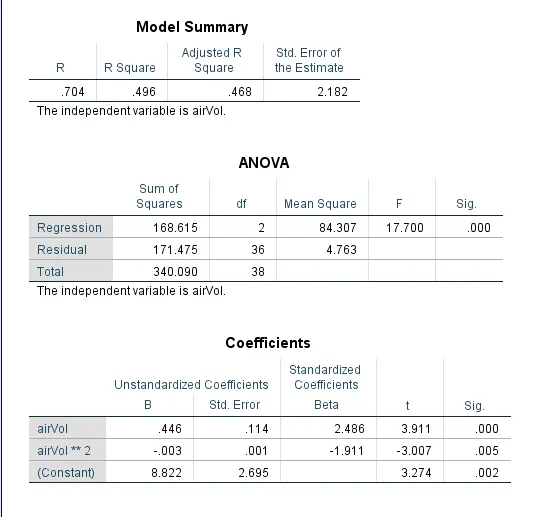 Model Summary
R R Square Adjusted R Square Std. Error of the Estimate
.704 .496 .468 2.182
The independent variable is airVol.
ANOVA
Sum of Squares df Mean Square F Sig.
Regression 168.615 2 84.307 17.700 .000
Residual 171.475 36 4.763
Total 340.090 38
The independent variable is airVol.
Coefficients
Unstandardized Coefficients Standardized Coefficients
B Std. Error Beta t Sig.
airVol .446 .114 2.486 3.911 .000
airVol ** 2 -.003 .001 -1.911 -3.007 .005
(Constant) 8.822 2.695 3.274 .002